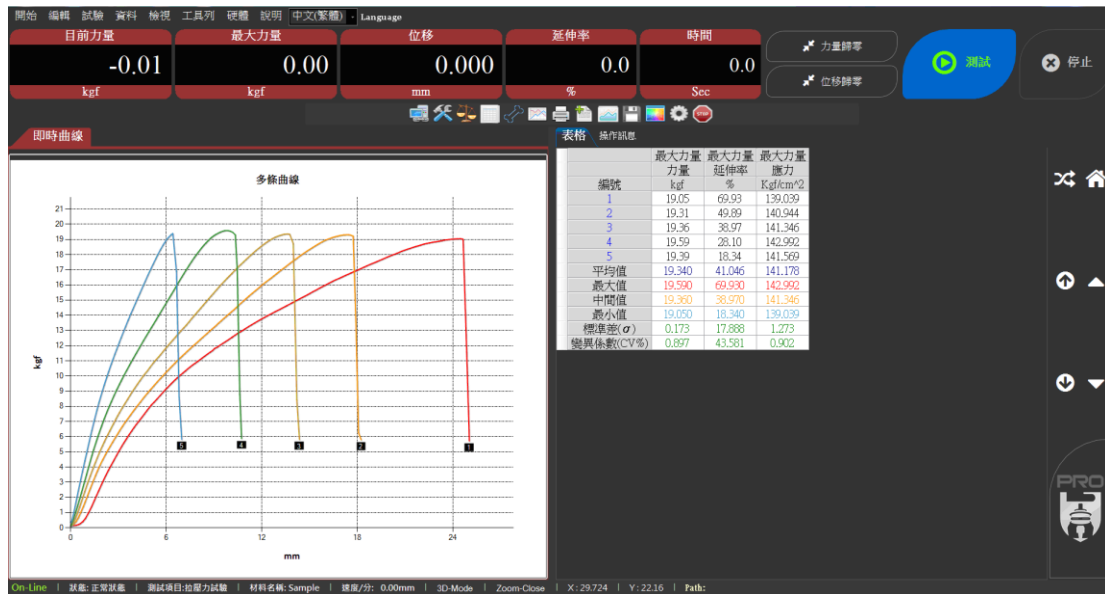 開始 編輯 試驗 資料 檢視 工具列 硬體 說明 中文(繁體) Language
目前力量 最大力量 位移 延伸率 時間
-0.01 0.00 0.000 0.0 0.0
kgf kgf mm % Sec
力量歸零
位移歸零
測試
停止
STOP
即時曲線
多條曲線
kgf
21
20
19
18
17
16
15
14
13
12
11
10
9
8
7
6
5
4
3
2
1
0
5 4 3 2 1
0 6 12 18 24
mm
表格 操作訊息
最大力量 最大力量 最大力量
力量 延伸率 應力
編號 kgf % Kgf/cm^2
1 19.05 69.93 139.039
2 19.31 49.89 140.944
3 19.36 38.97 141.346
4 19.59 28.10 142.992
5 19.39 18.34 141.569
平均值 19.340 41.046 141.178
最大值 19.590 69.930 142.992
中間值 19.360 38.970 141.346
最小值 19.050 18.340 139.039
標準差(σ) 0.173 17.888 1.273
變異係數(CV%) 0.897 43.581 0.902
PRO
On-Line | 狀態: 正常狀態 | 測試項目:拉壓力試驗 | 材料名稱: Sample | 速度/分: 0.00mm | 3D-Mode | Zoom-Close | X : 29.724 | Y : 22.16 | Path: